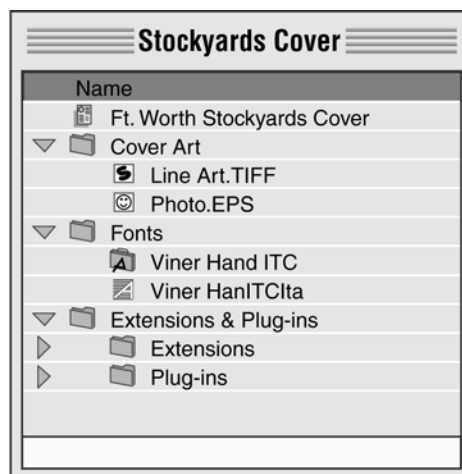 Stockyards Cover
Name
Ft. Worth Stockyards Cover
Cover Art
Line Art.TIFF
Photo.EPS
Fonts
Viner Hand ITC
Viner HanITCIta
Extensions & Plug-ins
Extensions
Plug-ins